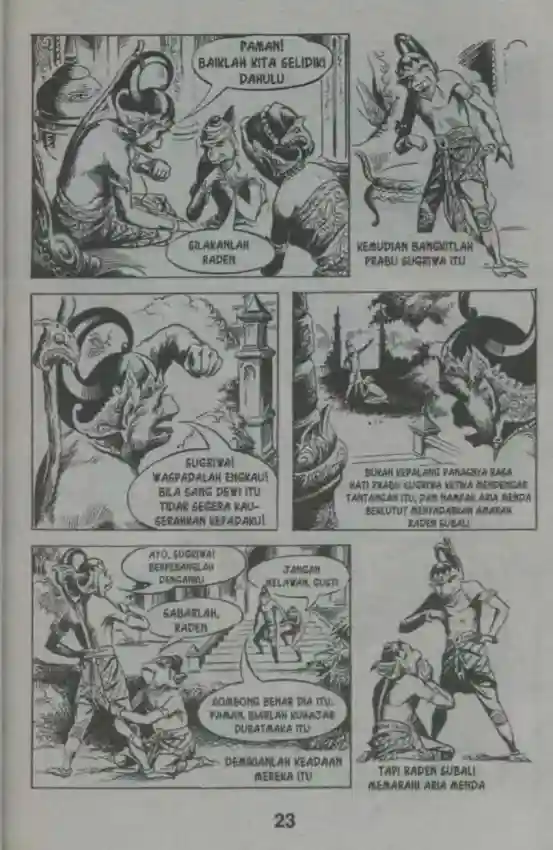 PAMAN!
BAIKLAH KITA SELIDIKI
DAHULU
SILAKANLAH
RADEN
KEMUDIAN BANGKITLAH
PRABU SUGRIWA ITU
SUGRIWA!
WASPADALAH ENGKAU!
BILA SANG DEWI ITU
TIDAK SEGERA KAU-
SERAHKAN KEPADAKU!
BUKAN KEPALANG PANASNYA RASA
HATI PRABU SUGRIWA KETIKA MENDENGAR
TANTANGAN ITU, DAN NAMPAK ARIA MENDA
BERLUTUT MENYADARKAN AMARAH
RADEN SUBALI
AYO, SUGRIWA!
BERPERANGLAH
DENGANKU
SABARLAH,
RADEN
JANGAN
MELAWAN, GUSTI
SOMBONG BENAR DIA ITU,
PAMAN, BIARLAH KUHAJAR
DURATMAKA ITU
DEMIKIANLAH KEADAAN
MEREKA ITU
TAPI RADEN SUBALI
MEMARAHI ARIA MENDA
23